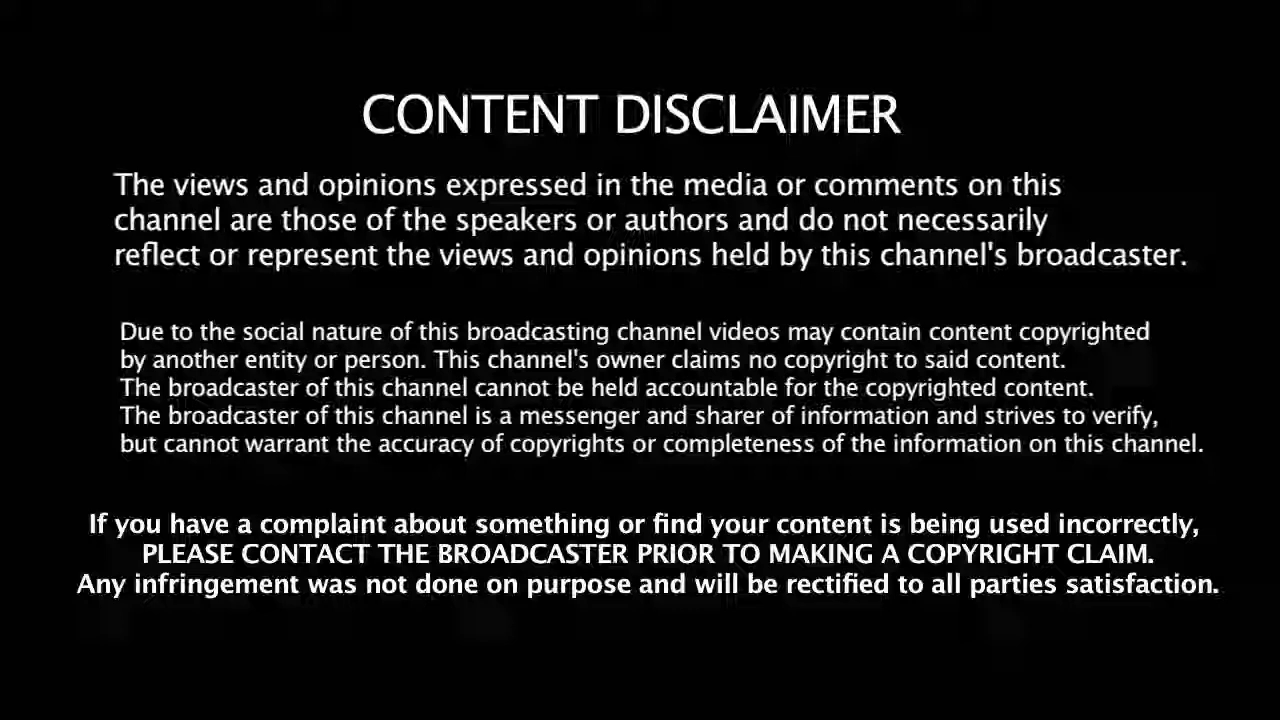 CONTENT DISCLAIMER
The views and opinions expressed in the media or comments on this
channel are those of the speakers or authors and do not necessarily
reflect or represent the views and opinions held by this channel's broadcaster.
Due to the social nature of this broadcasting channel videos may contain content copyrighted
by another entity or person. This channel's owner claims no copyright to said content.
The broadcaster of this channel cannot be held accountable for the copyrighted content.
The broadcaster of this channel is a messenger and sharer of information and strives to verify,
but cannot warrant the accuracy of copyrights or completeness of the information on this channel.
If you have a complaint about something or find your content is being used incorrectly,
PLEASE CONTACT THE BROADCASTER PRIOR TO MAKING A COPYRIGHT CLAIM.
Any infringement was not done on purpose and will be rectified to all parties satisfaction.